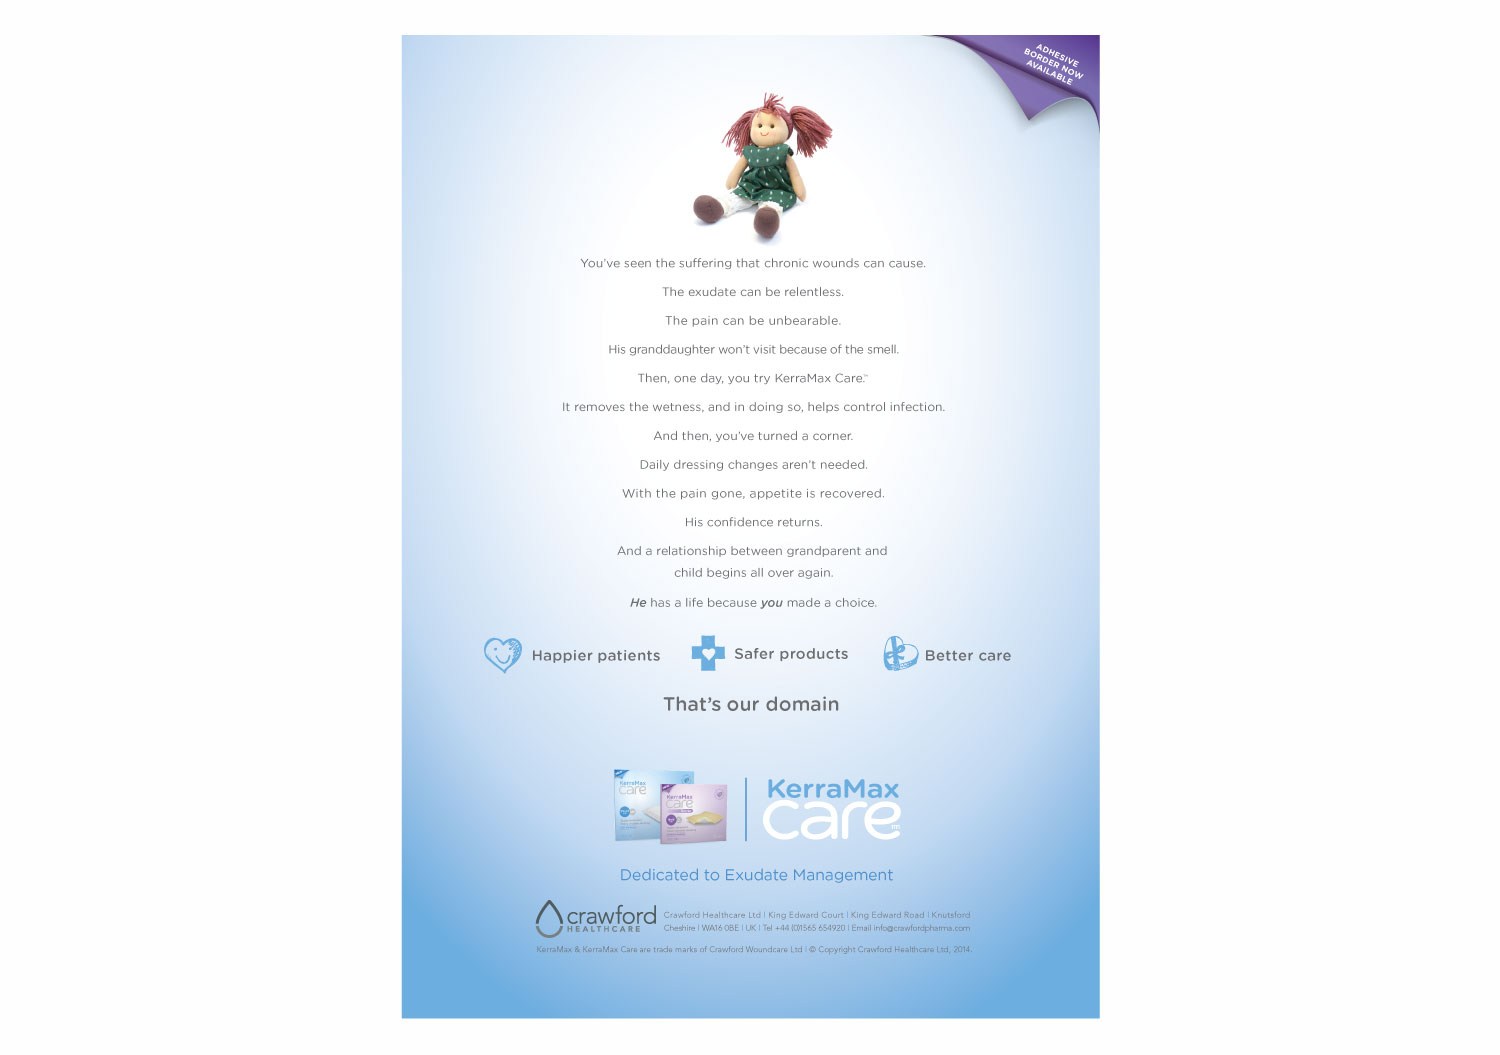 ADHESIVE
BORDER NOW
AVAILABLE
You’ve seen the suffering that chronic wounds can cause.
The exudate can be relentless.
The pain can be unbearable.
His granddaughter won’t visit because of the smell.
Then, one day, you try KerraMax Care.™
It removes the wetness, and in doing so, helps control infection.
And then, you’ve turned a corner.
Daily dressing changes aren’t needed.
With the pain gone, appetite is recovered.
His confidence returns.
And a relationship between grandparent and
child begins all over again.
He has a life because you made a choice.
Happier patients
Safer products
Better care
That’s our domain
KerraMax
care
KerraMax
care
KerraMax
care™
Dedicated to Exudate Management
crawford
HEALTHCARE
Crawford Healthcare Ltd | King Edward Court | King Edward Road | Knutsford
Cheshire | WA16 0BE | UK | Tel +44 (0)1565 654920 | Email info@crawfordpharma.com
KerraMax & KerraMax Care are trade marks of Crawford Woundcare Ltd | © Copyright Crawford Healthcare Ltd, 2014.